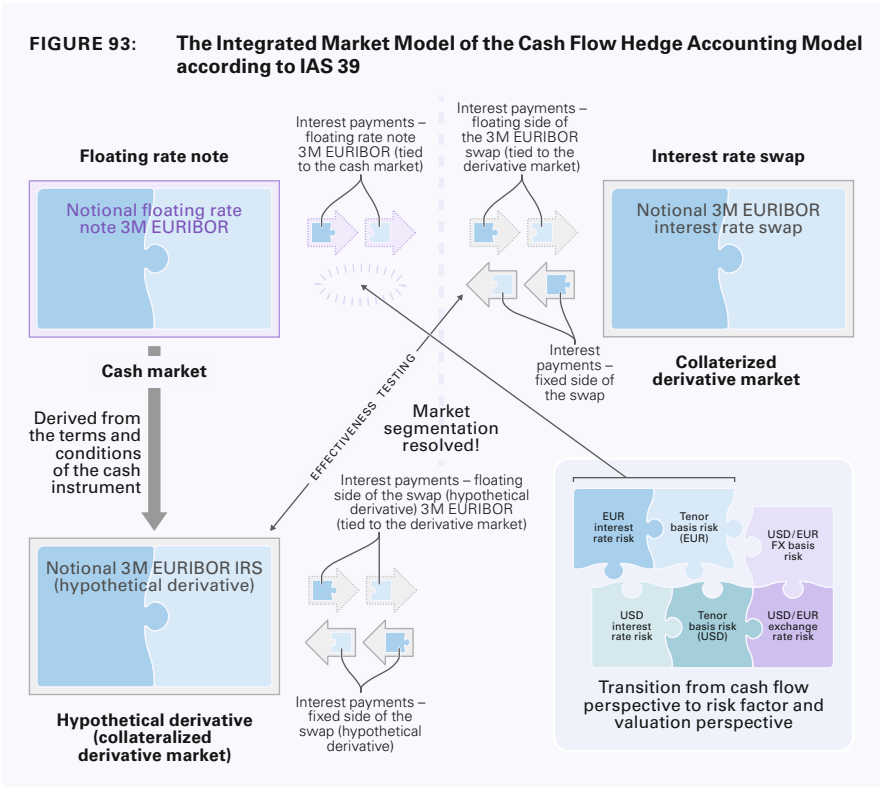 FIGURE 93:
The Integrated Market Model of the Cash Flow Hedge Accounting Model
according to IAS 39
Floating rate note
Interest payments –
floating rate note
3M EURIBOR (tied
to the cash market)
Interest payments –
floating side of
the 3M EURIBOR
swap (tied to the
derivative market)
Interest rate swap
Notional floating rate
note 3M EURIBOR
Notional 3M EURIBOR
interest rate swap
Cash market
Interest
payments –
fixed side of
the swap
Collaterized
derivative market
EFFECTIVENESS TESTING
Market
segmentation
resolved!
Derived from
the terms and
conditions
of the cash
instrument
Interest payments – floating
side of the swap (hypothetical
derivative) 3M EURIBOR
(tied to the derivative market)
Notional 3M EURIBOR IRS
(hypothetical derivative)
Interest payments –
fixed side of the
swap (hypothetical
derivative)
Hypothetical derivative
(collateralized
derivative market)
EUR
interest
rate risk
Tenor
basis risk
(EUR)
USD/EUR
FX basis
risk
USD
interest
rate risk
Tenor
basis risk
(USD)
USD/EUR
exchange
rate risk
Transition from cash flow
perspective to risk factor and
valuation perspective